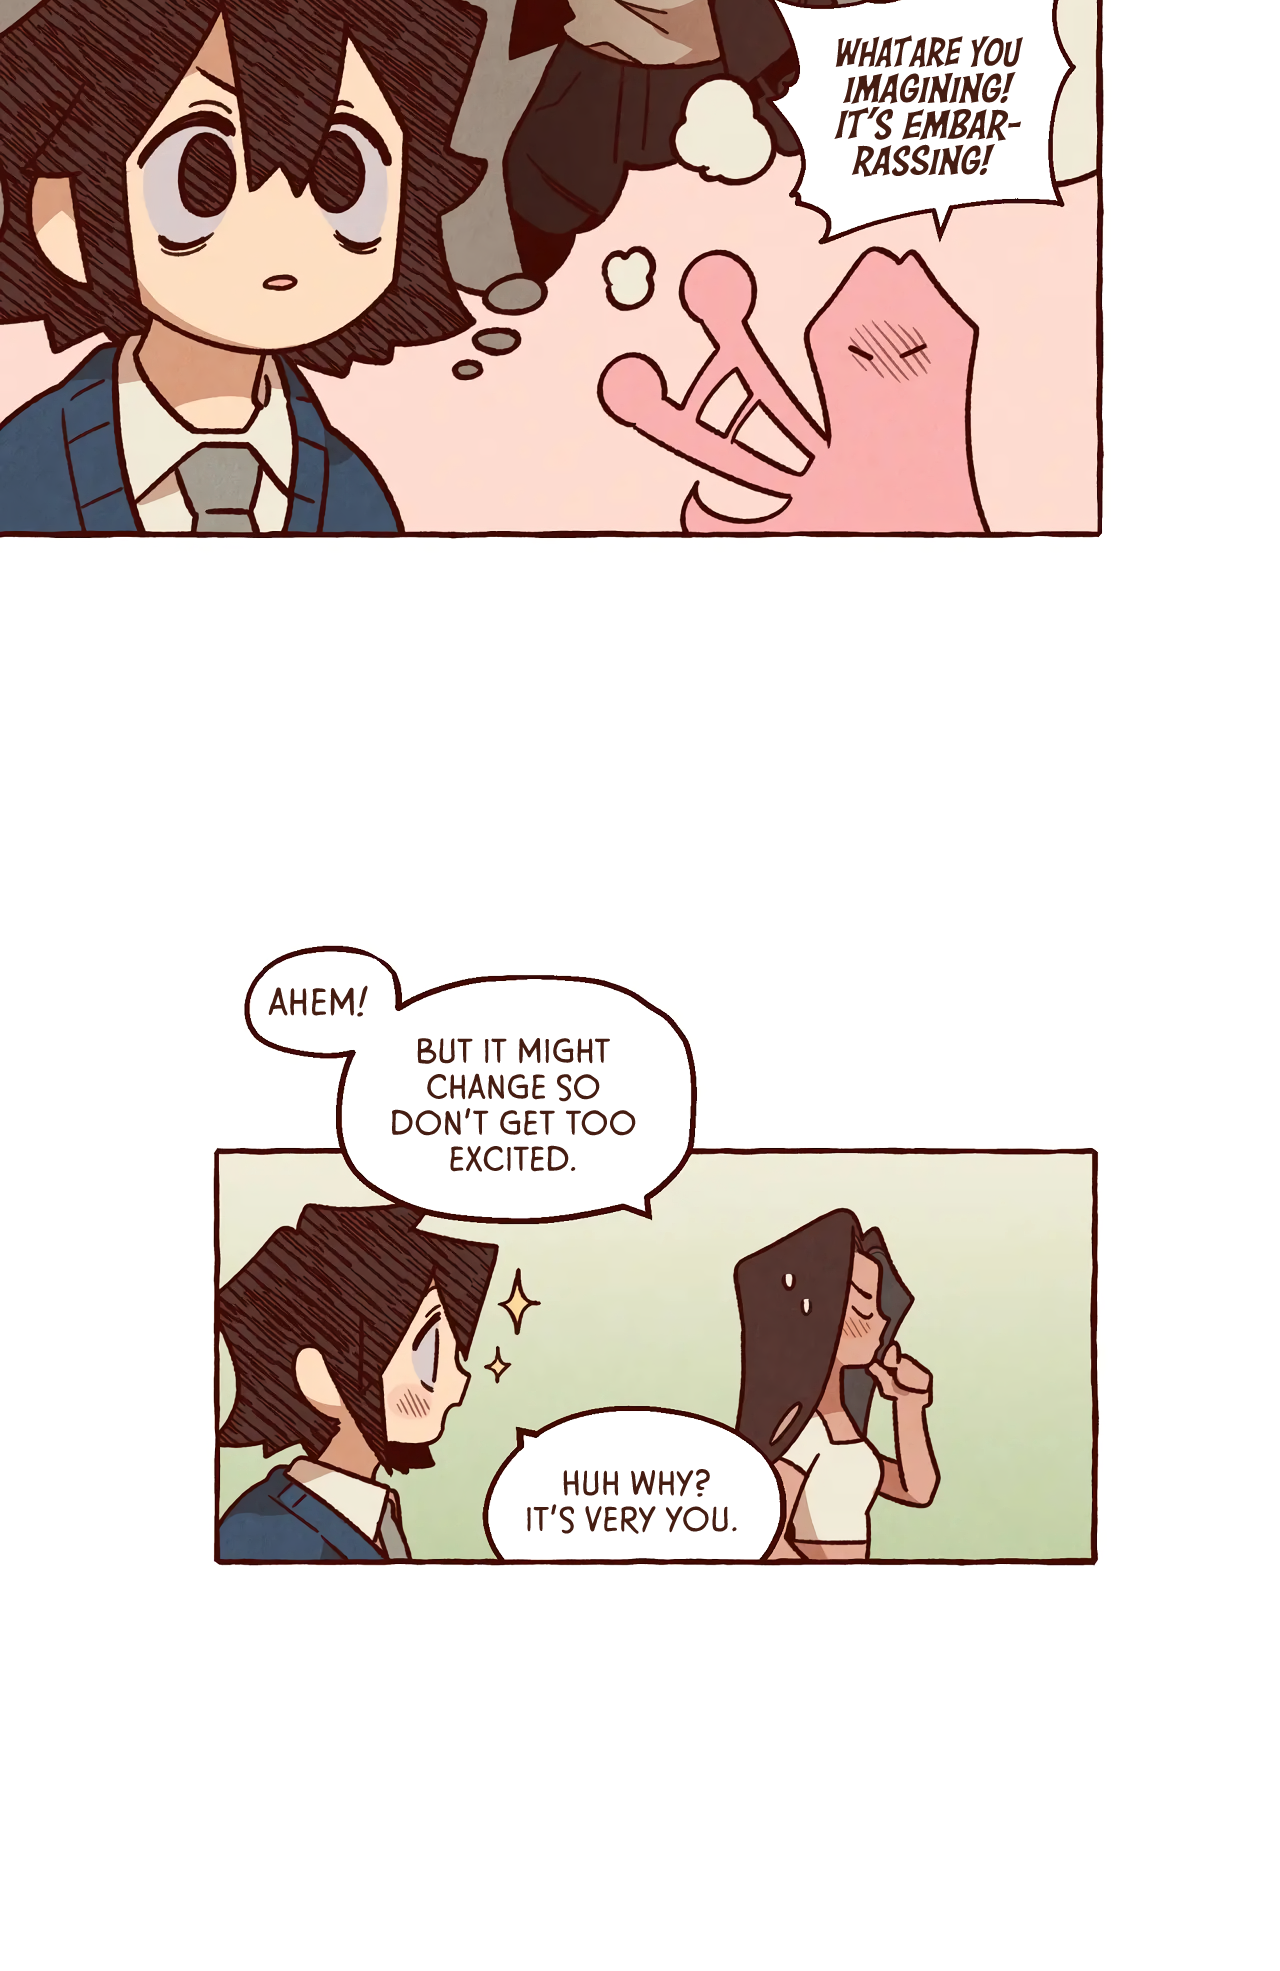 WHAT ARE YOU
IMAGINING!
IT'S EMBAR-
RASSING!
AHEM!
BUT IT MIGHT
CHANGE SO
DON'T GET TOO
EXCITED.
HUH WHY?
IT'S VERY YOU.